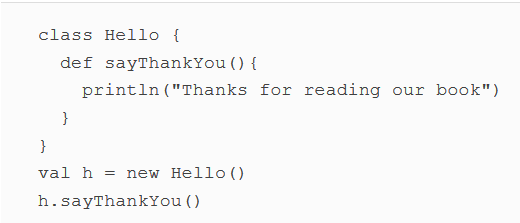 class Hello {
  def sayThankYou(){
    println("Thanks for reading our book")
  }
}
val h = new Hello()
h.sayThankYou()